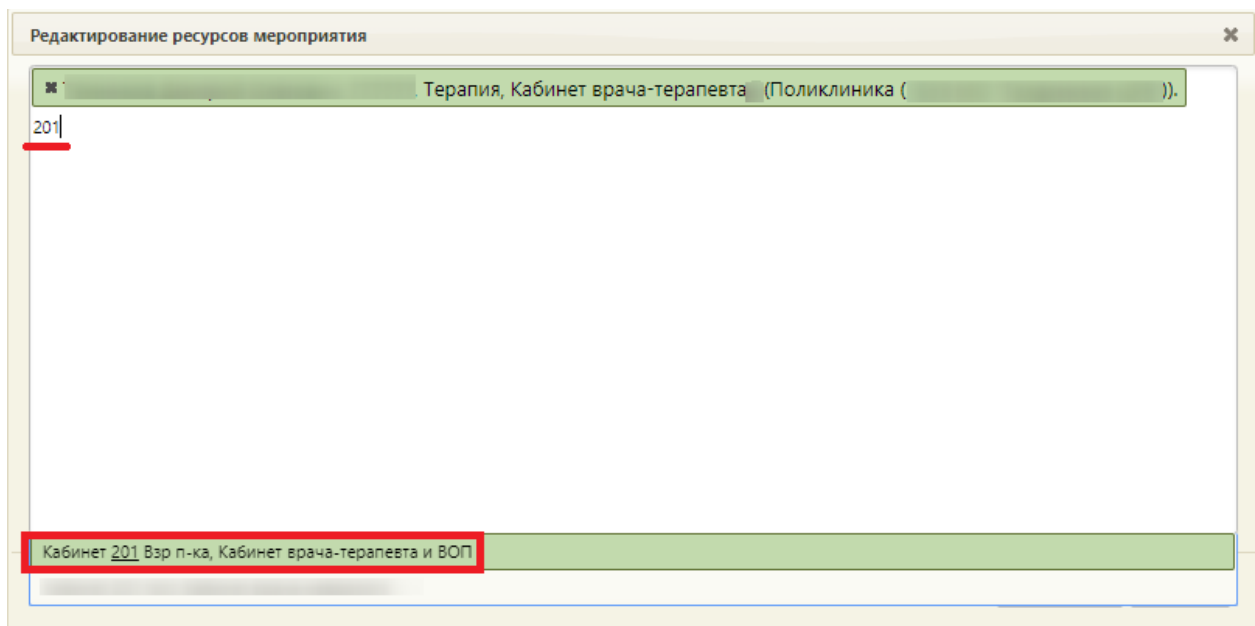 Редактирование ресурсов мероприятия
Терапия, Кабинет врача-терапевта (Поликлиника ( )).
201
Кабинет 201 Взр п-ка, Кабинет врача-терапевта и ВОП